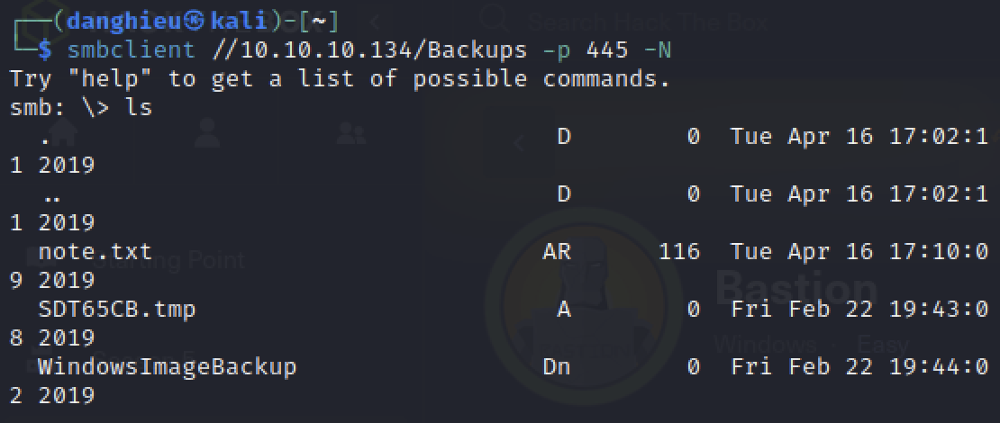 ┌──(danghieu㉿kali)-[~]
└─$ smbclient //10.10.10.134/Backups -p 445 -N
Try "help" to get a list of possible commands.
smb: \> ls
  .                                   D        0  Tue Apr 16 17:02:1
1 2019
  ..                                  D        0  Tue Apr 16 17:02:1
1 2019
  note.txt                           AR      116  Tue Apr 16 17:10:0
9 2019
  SDT65CB.tmp                         A        0  Fri Feb 22 19:43:0
8 2019
  WindowsImageBackup                 Dn        0  Fri Feb 22 19:44:0
2 2019
Search Hack The Box
Starting Point
Bastion
Windows · Easy